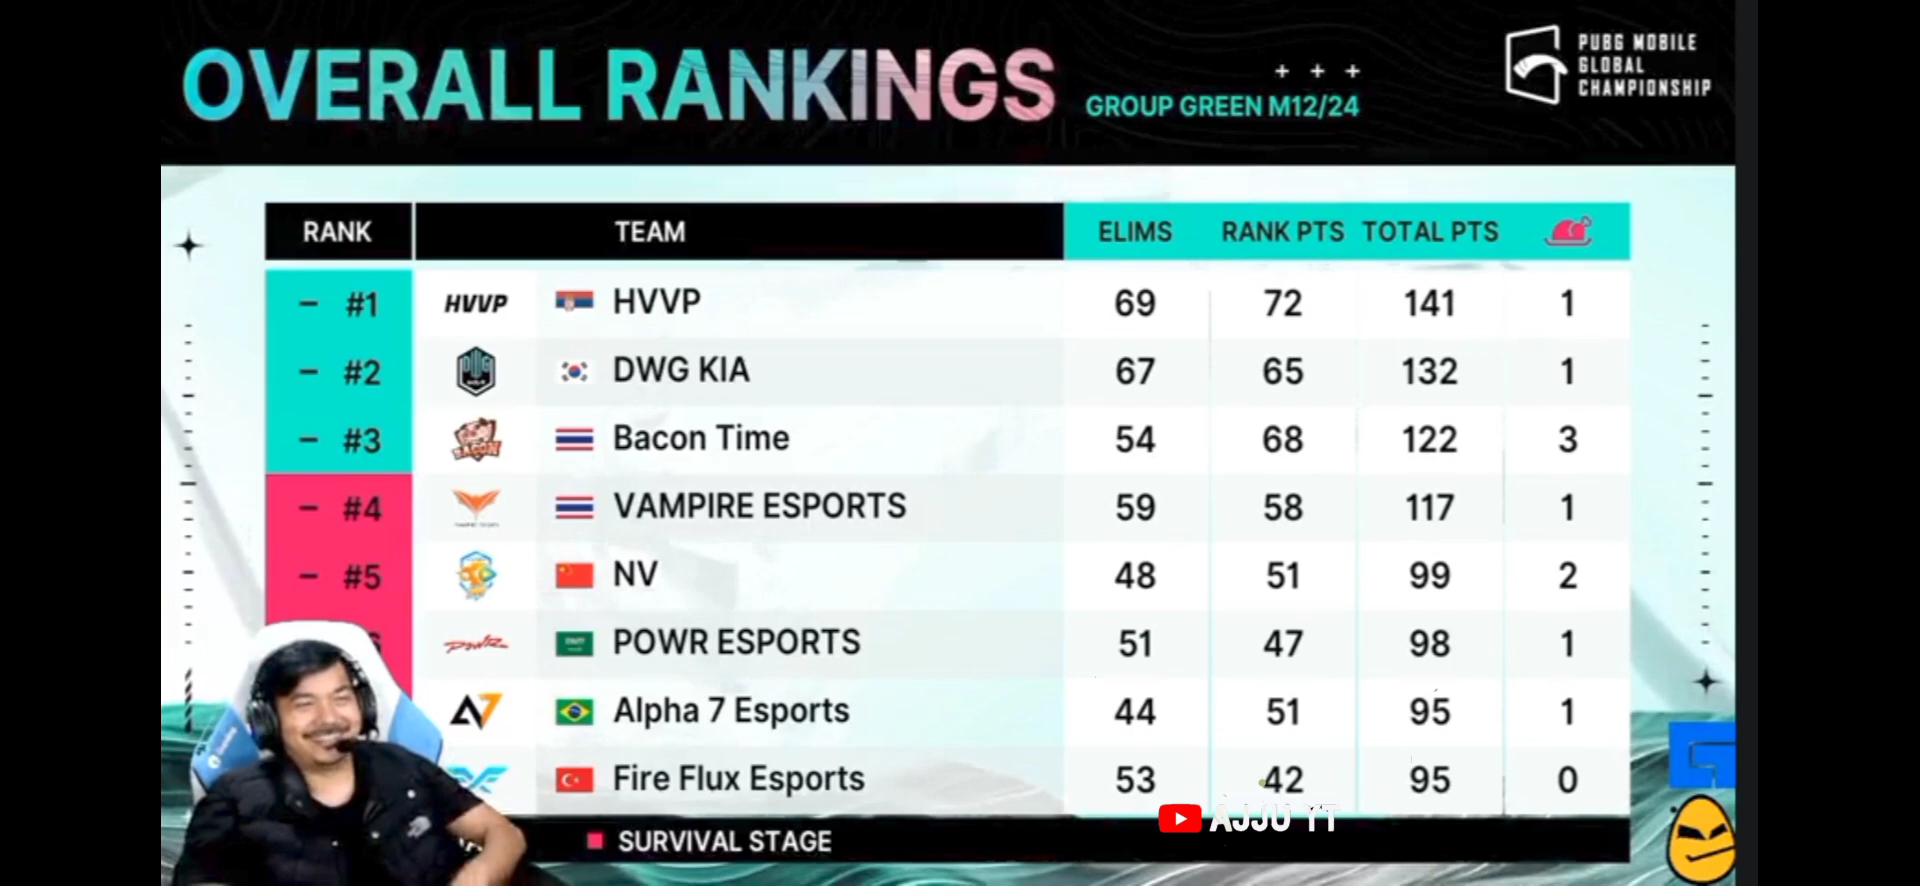 OVERALL RANKINGS
+ + +
GROUP GREEN M12/24
PUBG MOBILE
GLOBAL
CHAMPIONSHIP
RANK TEAM ELIMS RANK PTS TOTAL PTS
– #1 HVVP HVVP 69 72 141 1
– #2 DWG KIA 67 65 132 1
– #3 BACON Bacon Time 54 68 122 3
– #4 VAMPIRE ESPORTS 59 58 117 1
– #5 NV 48 51 99 2
POWR POWR ESPORTS 51 47 98 1
A7 Alpha 7 Esports 44 51 95 1
Fire Flux Esports 53 42 95 0
AJJU YT
SURVIVAL STAGE